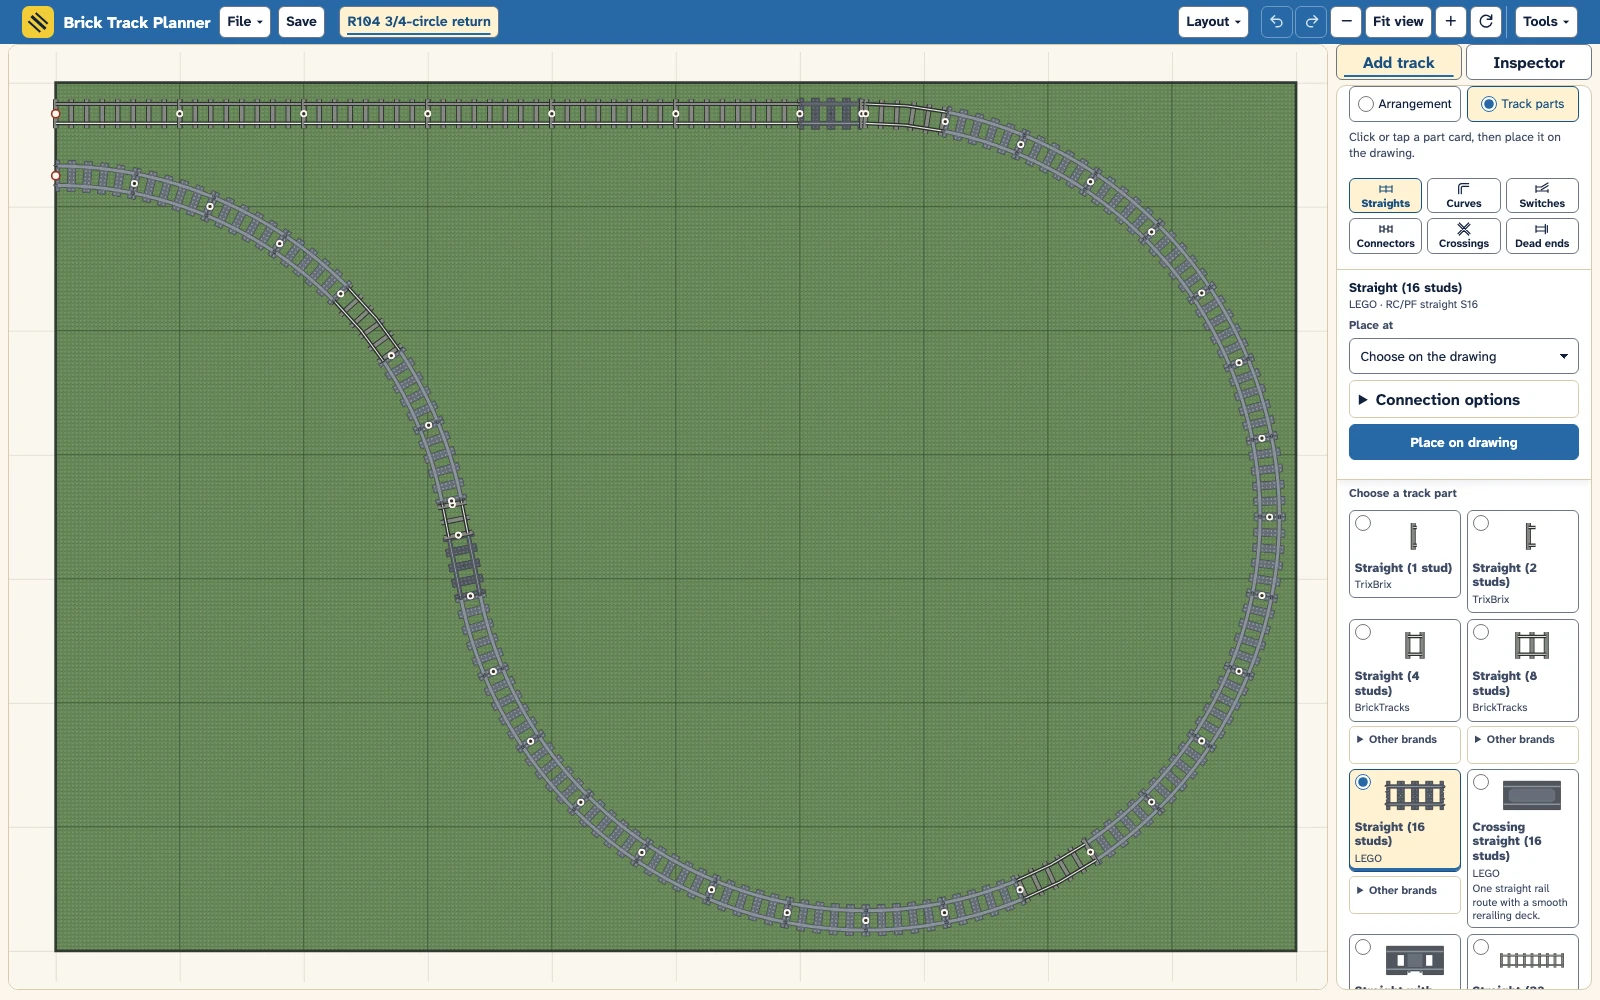 Brick Track Planner
File
Save
R104 3/4-circle return
Layout
Fit view
Tools
Add track
Inspector
Arrangement
Track parts
Click or tap a part card, then place it on
the drawing.
Straights
Curves
Switches
Connectors
Crossings
Dead ends
Straight (16 studs)
LEGO · RC/PF straight S16
Place at
Choose on the drawing
Connection options
Place on drawing
Choose a track part
Straight (1 stud)
TrixBrix
Straight (2
studs)
TrixBrix
Straight (4
studs)
BrickTracks
Straight (8
studs)
BrickTracks
Other brands
Other brands
Straight (16
studs)
LEGO
Other brands
Crossing
straight (16
studs)
LEGO
One straight rail
route with a smooth
rerailing deck.